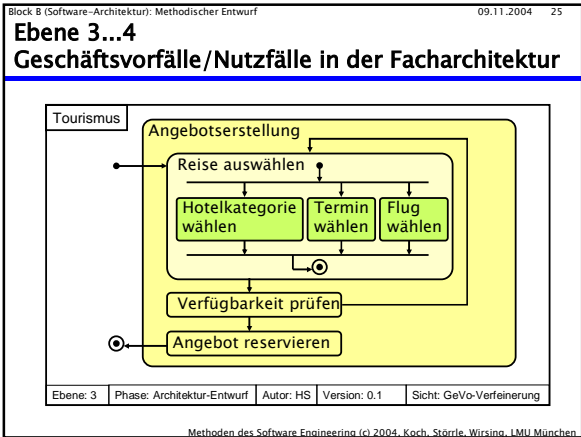 Block B (Software-Architektur): Methodischer Entwurf 09.11.2004 25
Ebene 3...4
Geschäftsvorfälle/Nutzfälle in der Facharchitektur
Tourismus
Angebotserstellung
Reise auswählen
Hotelkategorie wählen
Termin wählen
Flug wählen
Verfügbarkeit prüfen
Angebot reservieren
Ebene: 3 Phase: Architektur-Entwurf Autor: HS Version: 0.1 Sicht: GeVo-Verfeinerung
Methoden des Software Engineering (c) 2004, Koch, Störrle, Wirsing, LMU München